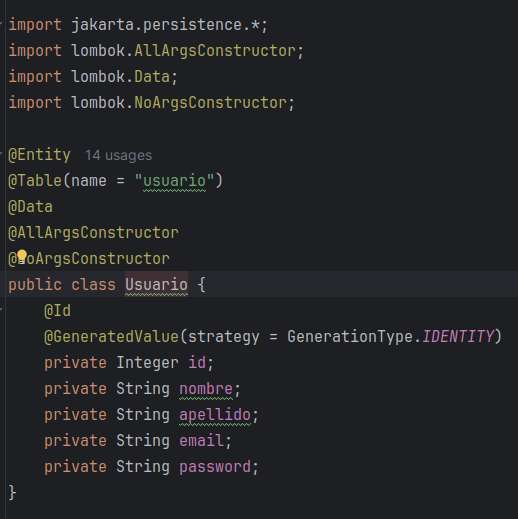 import jakarta.persistence.*;
import lombok.AllArgsConstructor;
import lombok.Data;
import lombok.NoArgsConstructor;
@Entity 14 usages
@Table(name = "usuario")
@Data
@AllArgsConstructor
@NoArgsConstructor
public class Usuario {
@Id
@GeneratedValue(strategy = GenerationType.IDENTITY)
private Integer id;
private String nombre;
private String apellido;
private String email;
private String password;
}